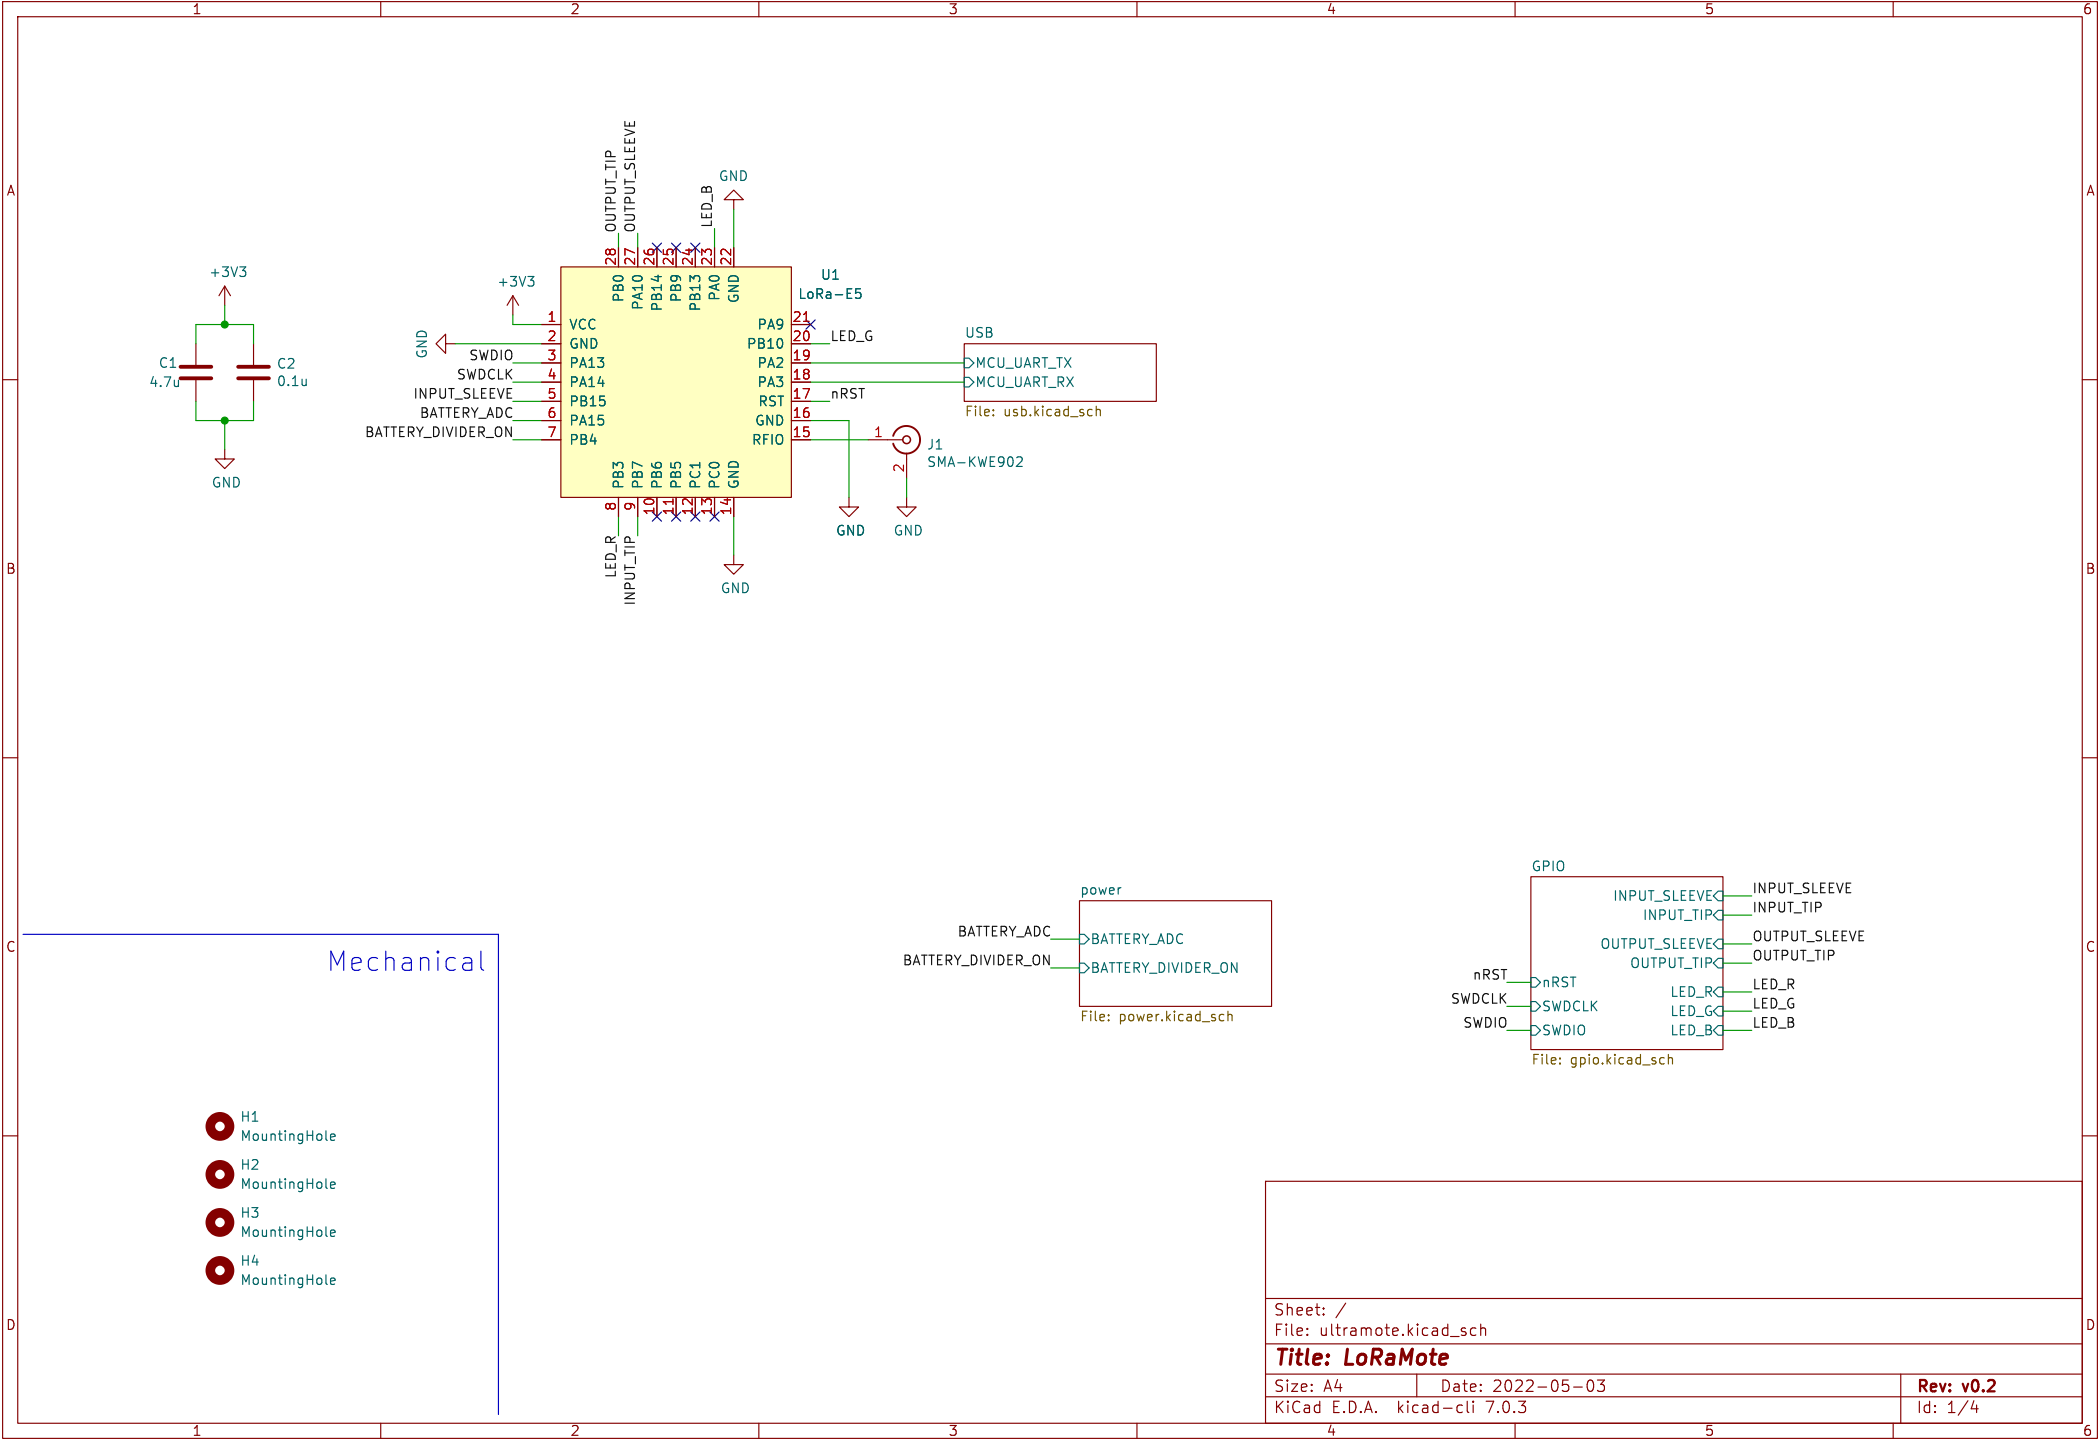 1 2 3 4 5 6
A
B
C
D
A
B
C
D
1 2 3 4 5 6
+3V3
C1
4.7u
C2
0.1u
GND
OUTPUT_TIP
OUTPUT_SLEEVE
LED_B
GND
28 27 26 25 24 23 22
PB0 PA10 PB14 PB9 PB13 PA0 GND
U1
LoRa-E5
+3V3
GND
SWDIO
SWDCLK
INPUT_SLEEVE
BATTERY_ADC
BATTERY_DIVIDER_ON
1 VCC
2 GND
3 PA13
4 PA14
5 PB15
6 PA15
7 PB4
PA9 21
PB10 20
PA2 19
PA3 18
RST 17
GND 16
RFIO 15
LED_G
nRST
PB3 PB7 PB6 PB5 PC1 PC0 GND
8 9 10 11 12 13 14
LED_R
INPUT_TIP
GND
USB
MCU_UART_TX
MCU_UART_RX
File: usb.kicad_sch
1
2
J1
SMA-KWE902
GND
GND
power
BATTERY_ADC
BATTERY_ADC
BATTERY_DIVIDER_ON
BATTERY_DIVIDER_ON
File: power.kicad_sch
GPIO
INPUT_SLEEVE INPUT_SLEEVE
INPUT_TIP INPUT_TIP
OUTPUT_SLEEVE OUTPUT_SLEEVE
OUTPUT_TIP OUTPUT_TIP
nRST nRST
LED_R LED_R
SWDCLK SWDCLK
LED_G LED_G
SWDIO SWDIO
LED_B LED_B
File: gpio.kicad_sch
Mechanical
H1
MountingHole
H2
MountingHole
H3
MountingHole
H4
MountingHole
Sheet: /
File: ultramote.kicad_sch
Title: LoRaMote
Size: A4 Date: 2022-05-03 Rev: v0.2
KiCad E.D.A. kicad-cli 7.0.3 Id: 1/4